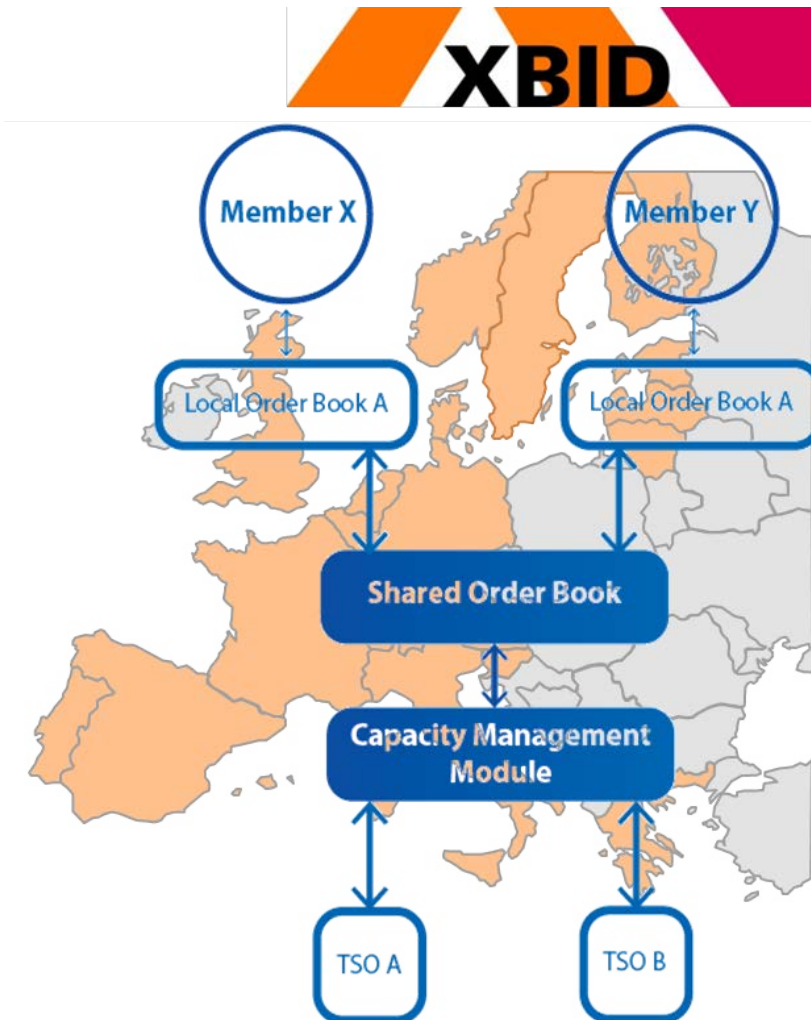 XBID
Member X
Member Y
Local Order Book A
Local Order Book A
Shared Order Book
Capacity Management
Module
TSO A
TSO B